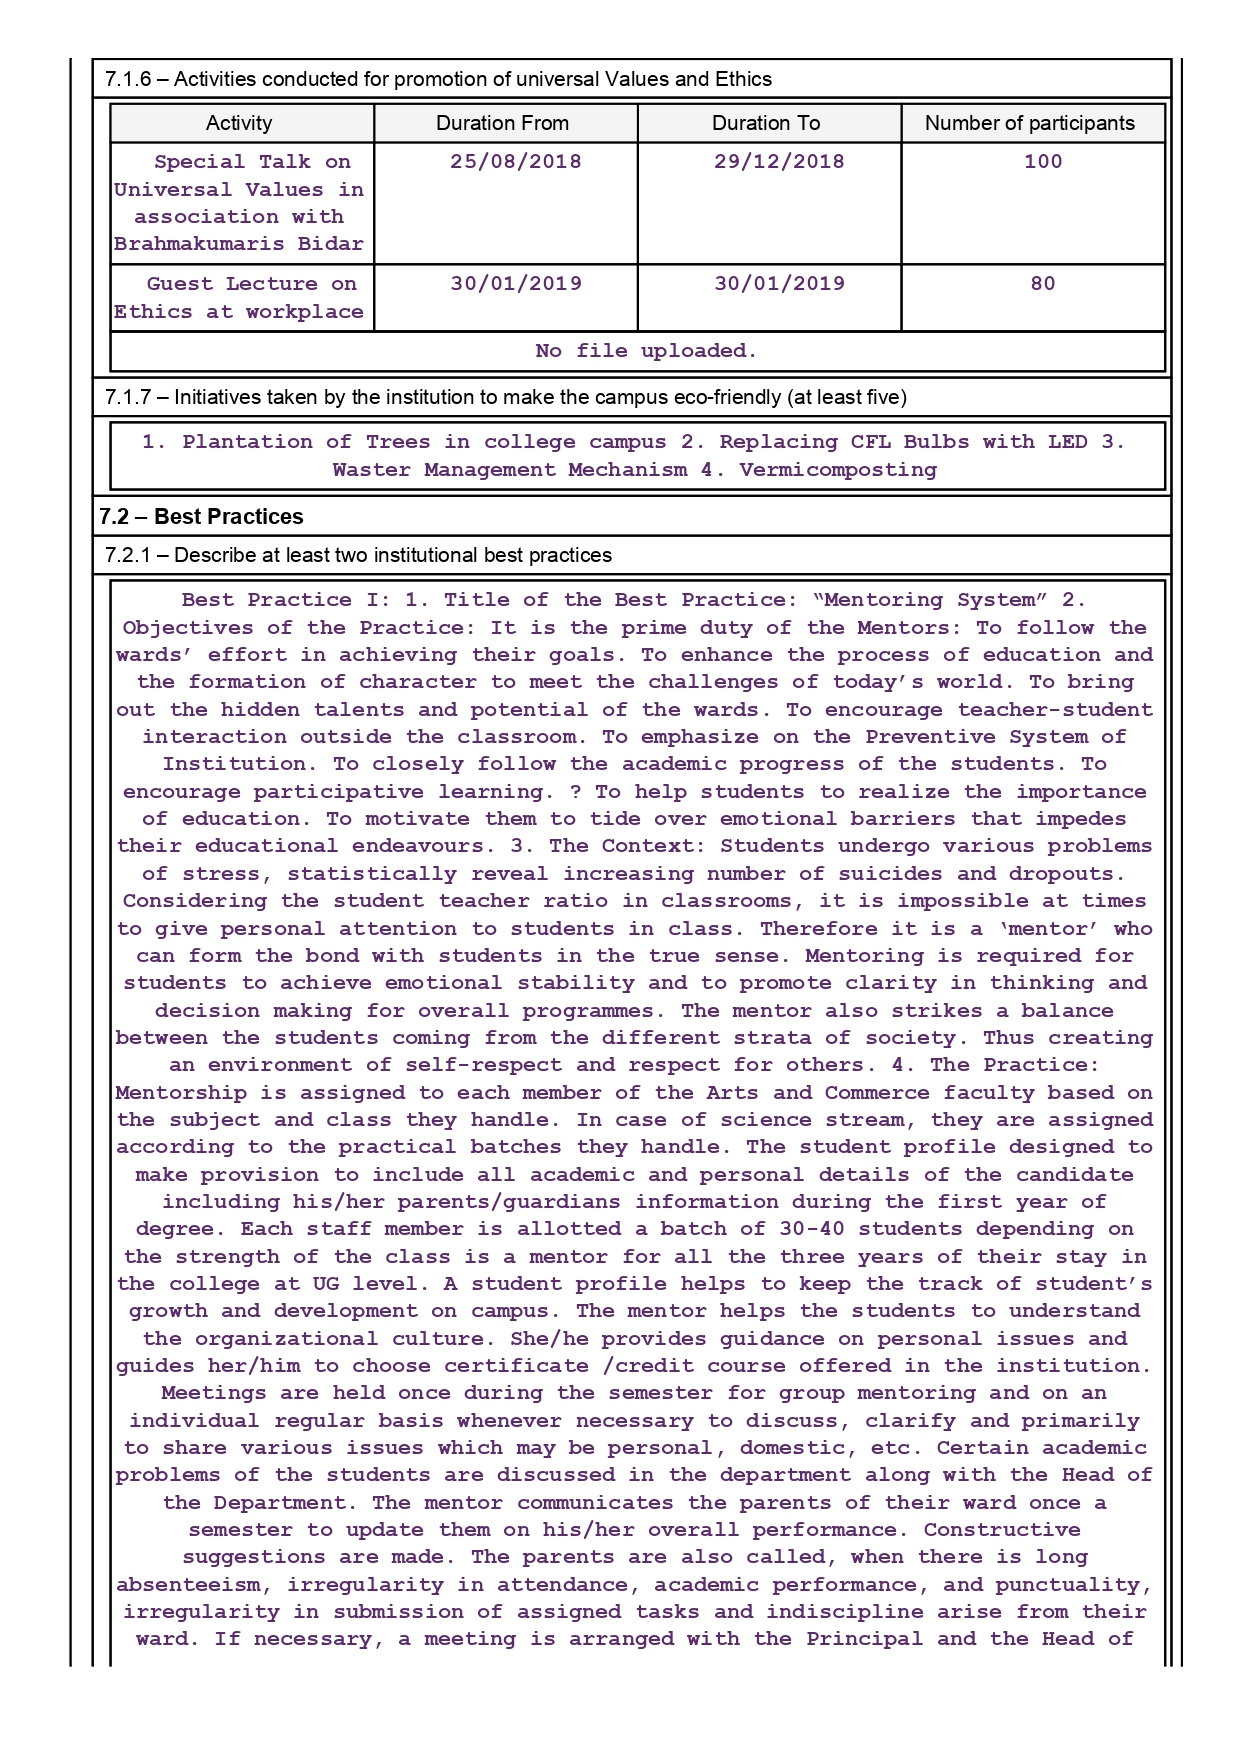 7.1.6 – Activities conducted for promotion of universal Values and Ethics
Activity Duration From Duration To Number of participants
Special Talk on 25/08/2018 29/12/2018 100
Universal Values in
association with
Brahmakumaris Bidar
Guest Lecture on 30/01/2019 30/01/2019 80
Ethics at workplace
No file uploaded.
7.1.7 – Initiatives taken by the institution to make the campus eco-friendly (at least five)
1. Plantation of Trees in college campus 2. Replacing CFL Bulbs with LED 3.
Waster Management Mechanism 4. Vermicomposting
7.2 – Best Practices
7.2.1 – Describe at least two institutional best practices
Best Practice I: 1. Title of the Best Practice: “Mentoring System” 2.
Objectives of the Practice: It is the prime duty of the Mentors: To follow the
wards’ effort in achieving their goals. To enhance the process of education and
the formation of character to meet the challenges of today’s world. To bring
out the hidden talents and potential of the wards. To encourage teacher-student
interaction outside the classroom. To emphasize on the Preventive System of
Institution. To closely follow the academic progress of the students. To
encourage participative learning. ? To help students to realize the importance
of education. To motivate them to tide over emotional barriers that impedes
their educational endeavours. 3. The Context: Students undergo various problems
of stress, statistically reveal increasing number of suicides and dropouts.
Considering the student teacher ratio in classrooms, it is impossible at times
to give personal attention to students in class. Therefore it is a ‘mentor’ who
can form the bond with students in the true sense. Mentoring is required for
students to achieve emotional stability and to promote clarity in thinking and
decision making for overall programmes. The mentor also strikes a balance
between the students coming from the different strata of society. Thus creating
an environment of self-respect and respect for others. 4. The Practice:
Mentorship is assigned to each member of the Arts and Commerce faculty based on
the subject and class they handle. In case of science stream, they are assigned
according to the practical batches they handle. The student profile designed to
make provision to include all academic and personal details of the candidate
including his/her parents/guardians information during the first year of
degree. Each staff member is allotted a batch of 30-40 students depending on
the strength of the class is a mentor for all the three years of their stay in
the college at UG level. A student profile helps to keep the track of student’s
growth and development on campus. The mentor helps the students to understand
the organizational culture. She/he provides guidance on personal issues and
guides her/him to choose certificate /credit course offered in the institution.
Meetings are held once during the semester for group mentoring and on an
individual regular basis whenever necessary to discuss, clarify and primarily
to share various issues which may be personal, domestic, etc. Certain academic
problems of the students are discussed in the department along with the Head of
the Department. The mentor communicates the parents of their ward once a
semester to update them on his/her overall performance. Constructive
suggestions are made. The parents are also called, when there is long
absenteeism, irregularity in attendance, academic performance, and punctuality,
irregularity in submission of assigned tasks and indiscipline arise from their
ward. If necessary, a meeting is arranged with the Principal and the Head of